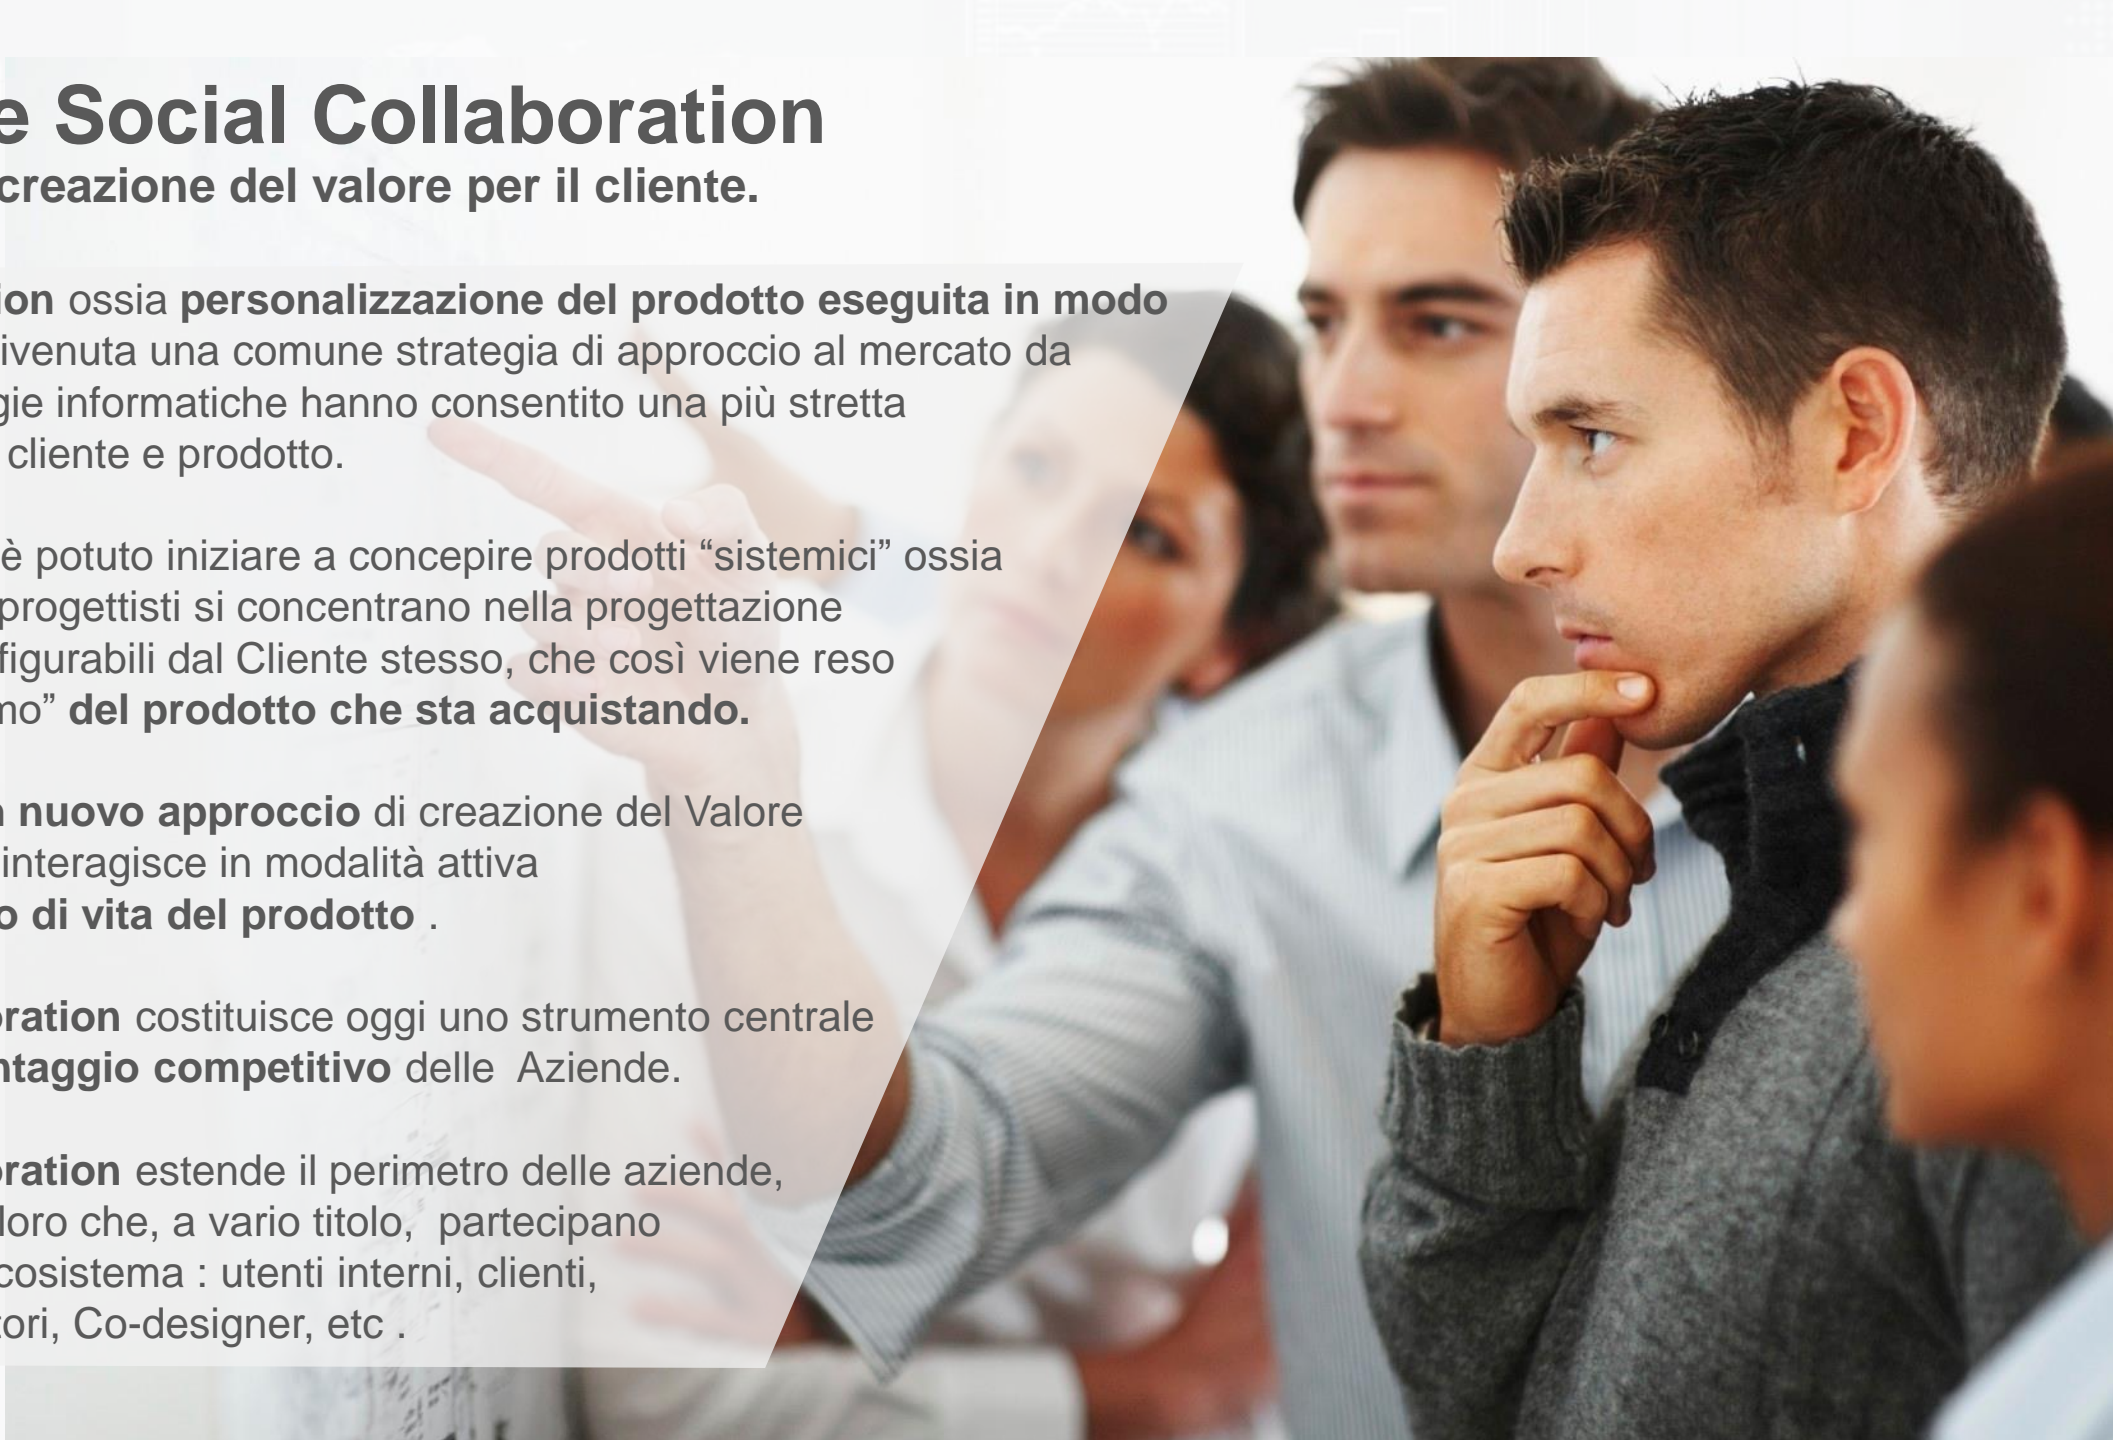 e Social Collaboration
creazione del valore per il cliente.
ion ossia personalizzazione del prodotto eseguita in modo
ivenuta una comune strategia di approccio al mercato da
gie informatiche hanno consentito una più stretta
cliente e prodotto.
è potuto iniziare a concepire prodotti “sistemici” ossia
progettisti si concentrano nella progettazione
figurabili dal Cliente stesso, che così viene reso
mo” del prodotto che sta acquistando.
nuovo approccio di creazione del Valore
interagisce in modalità attiva
o di vita del prodotto .
ration costituisce oggi uno strumento centrale
ntaggio competitivo delle Aziende.
ration estende il perimetro delle aziende,
loro che, a vario titolo, partecipano
cosistema : utenti interni, clienti,
tori, Co-designer, etc .